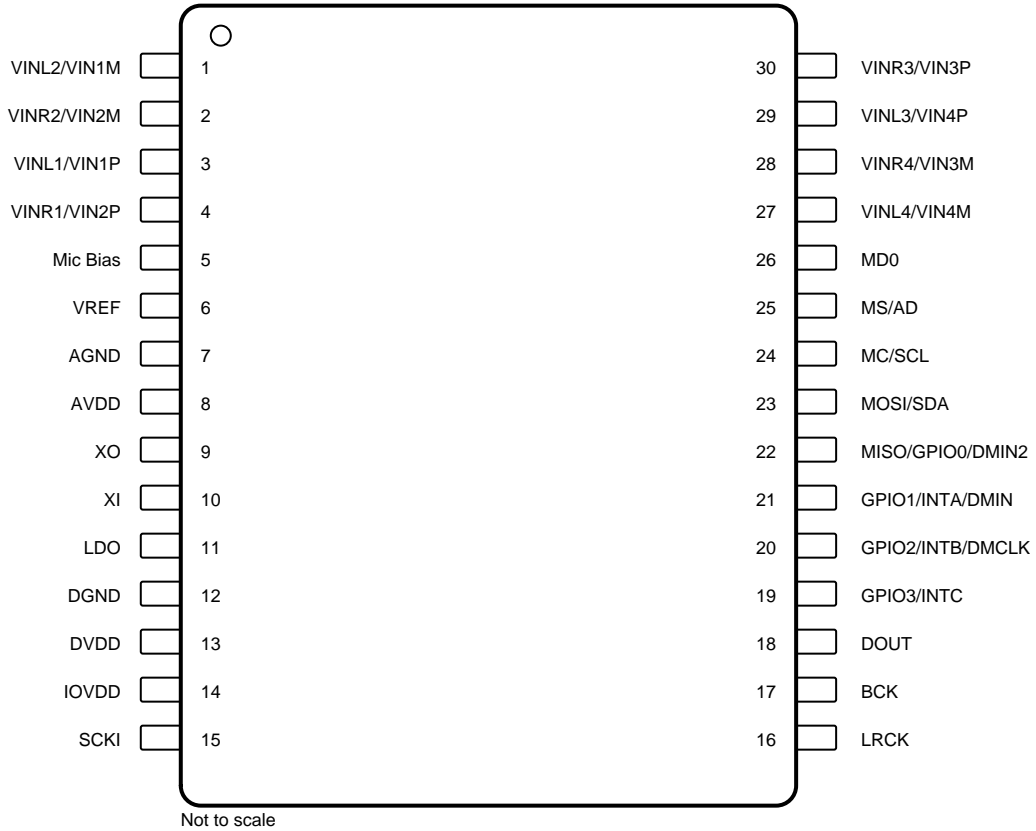 VINL2/VIN1M 1 30 VINR3/VIN3P
VINR2/VIN2M 2 29 VINL3/VIN4P
VINL1/VIN1P 3 28 VINR4/VIN3M
VINR1/VIN2P 4 27 VINL4/VIN4M
Mic Bias 5 26 MD0
VREF 6 25 MS/AD
AGND 7 24 MC/SCL
AVDD 8 23 MOSI/SDA
XO 9 22 MISO/GPIO0/DMIN2
XI 10 21 GPIO1/INTA/DMIN
LDO 11 20 GPIO2/INTB/DMCLK
DGND 12 19 GPIO3/INTC
DVDD 13 18 DOUT
IOVDD 14 17 BCK
SCKI 15 16 LRCK
Not to scale